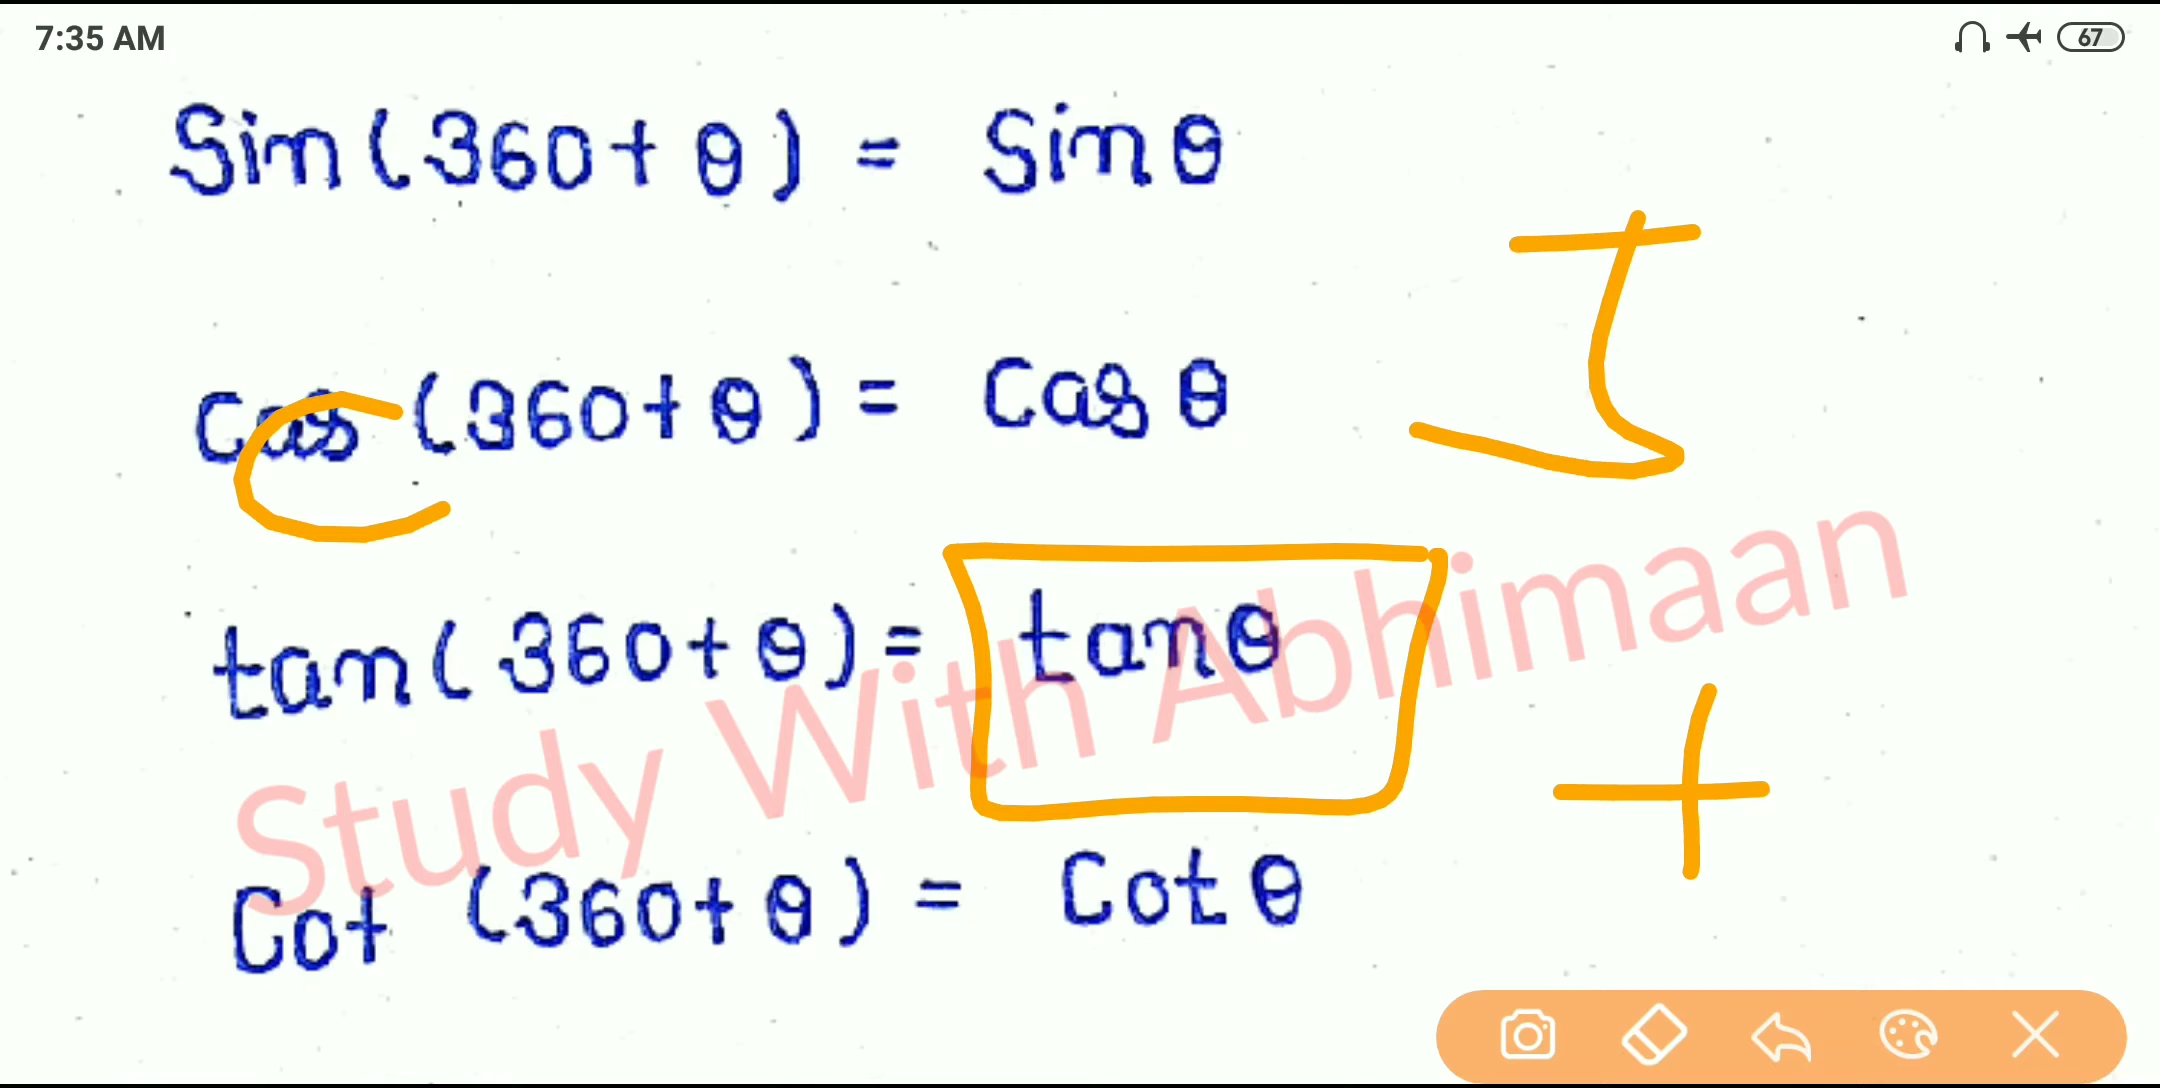 7:35 AM 67
Sin(360+θ) = Sinθ
Cos(360+θ) = Cosθ
tan(360+θ) = tanθ
Cot(360+θ) = Cotθ
Study With Abhimaan
I
+
C